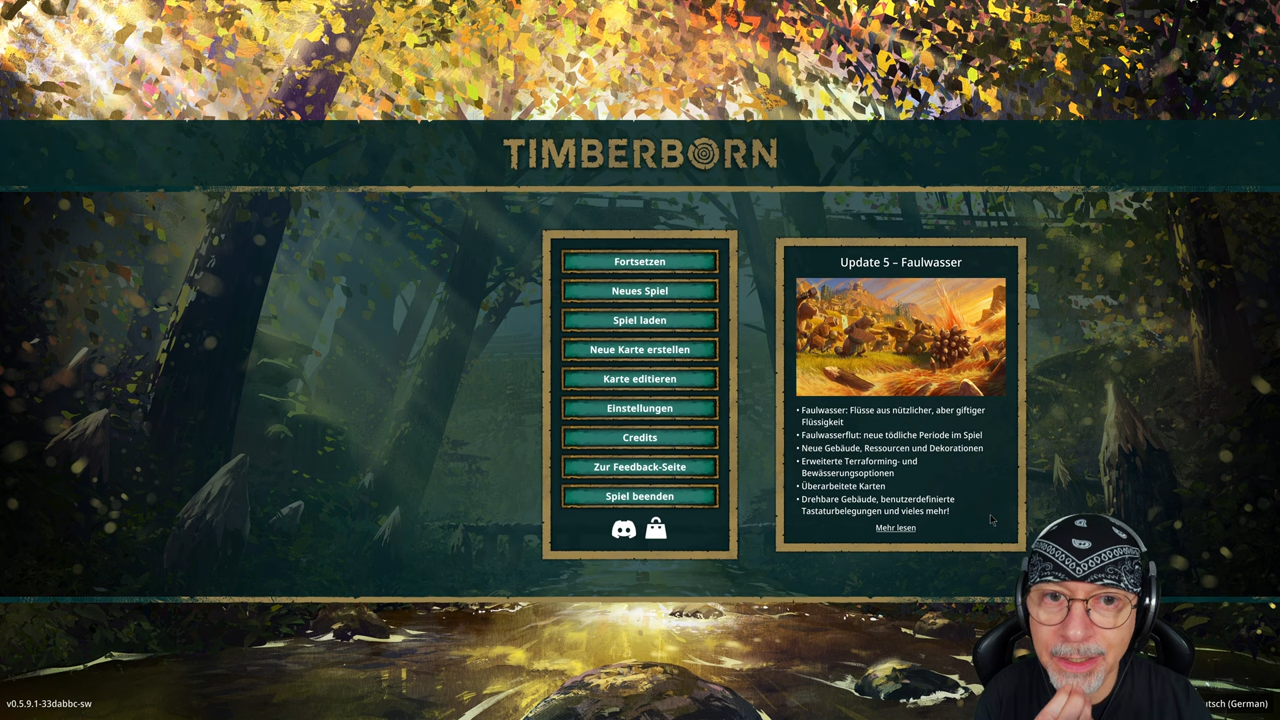 TIMBERBORN
Fortsetzen
Neues Spiel
Spiel laden
Neue Karte erstellen
Karte editieren
Einstellungen
Credits
Zur Feedback-Seite
Spiel beenden
Update 5 – Faulwasser
• Faulwasser: Flüsse aus nützlicher, aber giftiger
Flüssigkeit
• Faulwasserflut: neue tödliche Periode im Spiel
• Neue Gebäude, Ressourcen und Dekorationen
• Erweiterte Terraforming- und
Bewässerungsoptionen
• Überarbeitete Karten
• Drehbare Gebäude, benutzerdefinierte
Tastaturbelegungen und vieles mehr!
Mehr lesen
v0.5.9.1-33dabbc-sw
utsch (German)